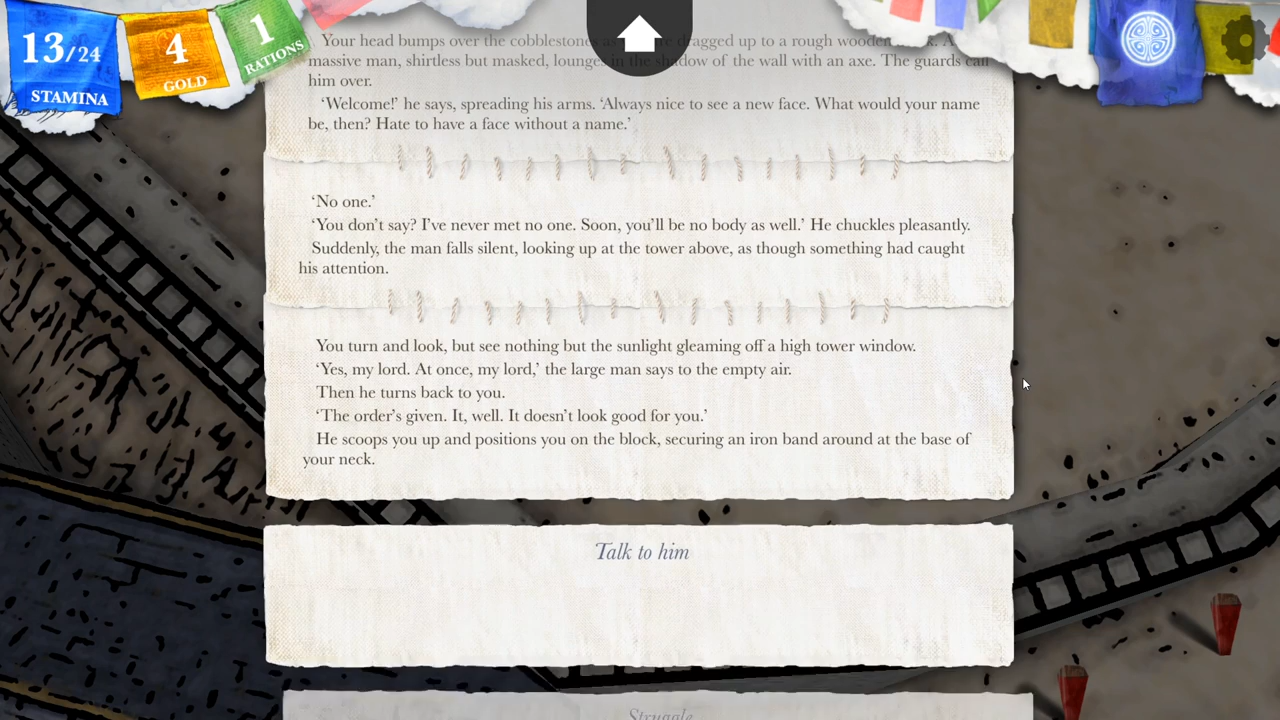 13/24
STAMINA
4
GOLD
1
RATIONS
Your head bumps over the cobblestones dragged up to a rough wooden
massive man, shirtless but masked, lounges in the shadow of the wall with an axe. The guards
him over.
‘Welcome!’ he says, spreading his arms. ‘Always nice to see a new face. What would your name
be, then? Hate to have a face without a name.’
‘No one.’
‘You don’t say? I’ve never met no one. Soon, you’ll be no body as well.’ He chuckles pleasantly.
Suddenly, the man falls silent, looking up at the tower above, as though something had caught
his attention.
You turn and look, but see nothing but the sunlight gleaming off a high tower window.
‘Yes, my lord. At once, my lord,’ the large man says to the empty air.
Then he turns back to you.
‘The order’s given. It, well. It doesn’t look good for you.’
He scoops you up and positions you on the block, securing an iron band around at the base of
your neck.
Talk to him
Struggle